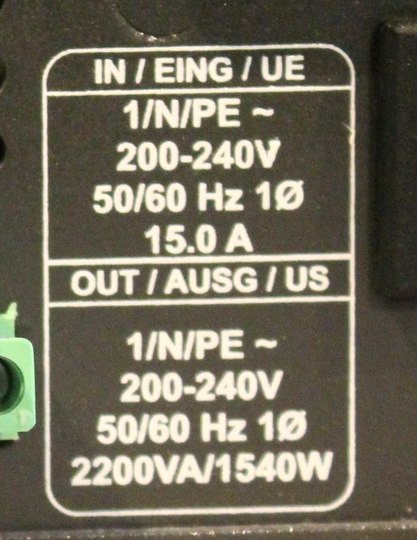 IN / EING / UE
1/N/PE ~
200-240V
50/60 Hz 1Ø
15.0 A
OUT / AUSG / US
1/N/PE ~
200-240V
50/60 Hz 1Ø
2200VA/1540W